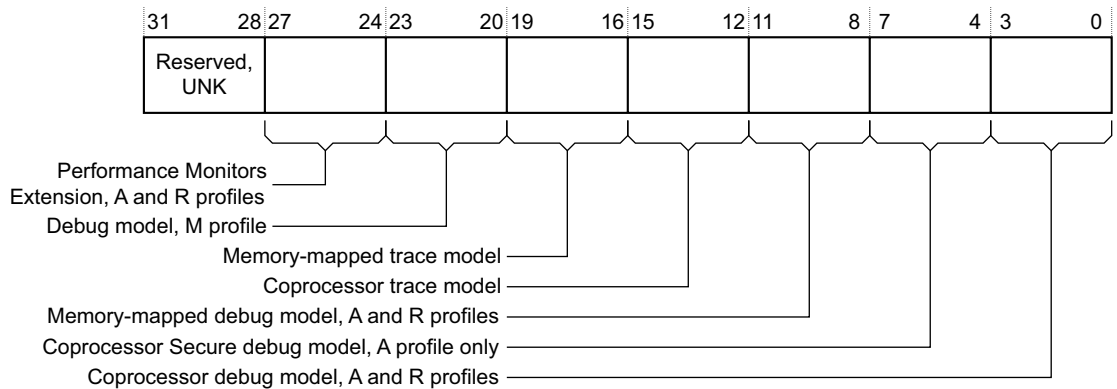 31 28 27 24 23 20 19 16 15 12 11 8 7 4 3 0
Reserved,
UNK
Performance Monitors
Extension, A and R profiles
Debug model, M profile
Memory-mapped trace model
Coprocessor trace model
Memory-mapped debug model, A and R profiles
Coprocessor Secure debug model, A profile only
Coprocessor debug model, A and R profiles